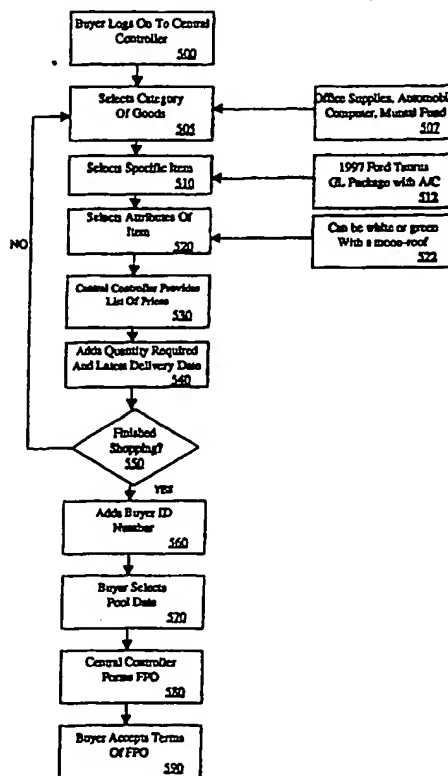 Buyer Logs On To Central
Controller
500
Selects Category
Of Goods
505
Office Supplies, Automobile
Computer, Mutual Fund
507
Selects Specific Item
510
1997 Ford Taurus
GL Package with A/C
512
NO
Selects Attributes Of
Item
520
Can be white or green
With a moon-roof
522
Central Controller Provides
List Of Prices
530
Adds Quantity Required
And Latest Delivery Date
540
Finished
Shopping?
550
YES
Adds Buyer ID
Number
560
Buyer Selects
Pool Date
570
Central Controller
Forms FPO
580
Buyer Accepts Terms
Of FPO
590